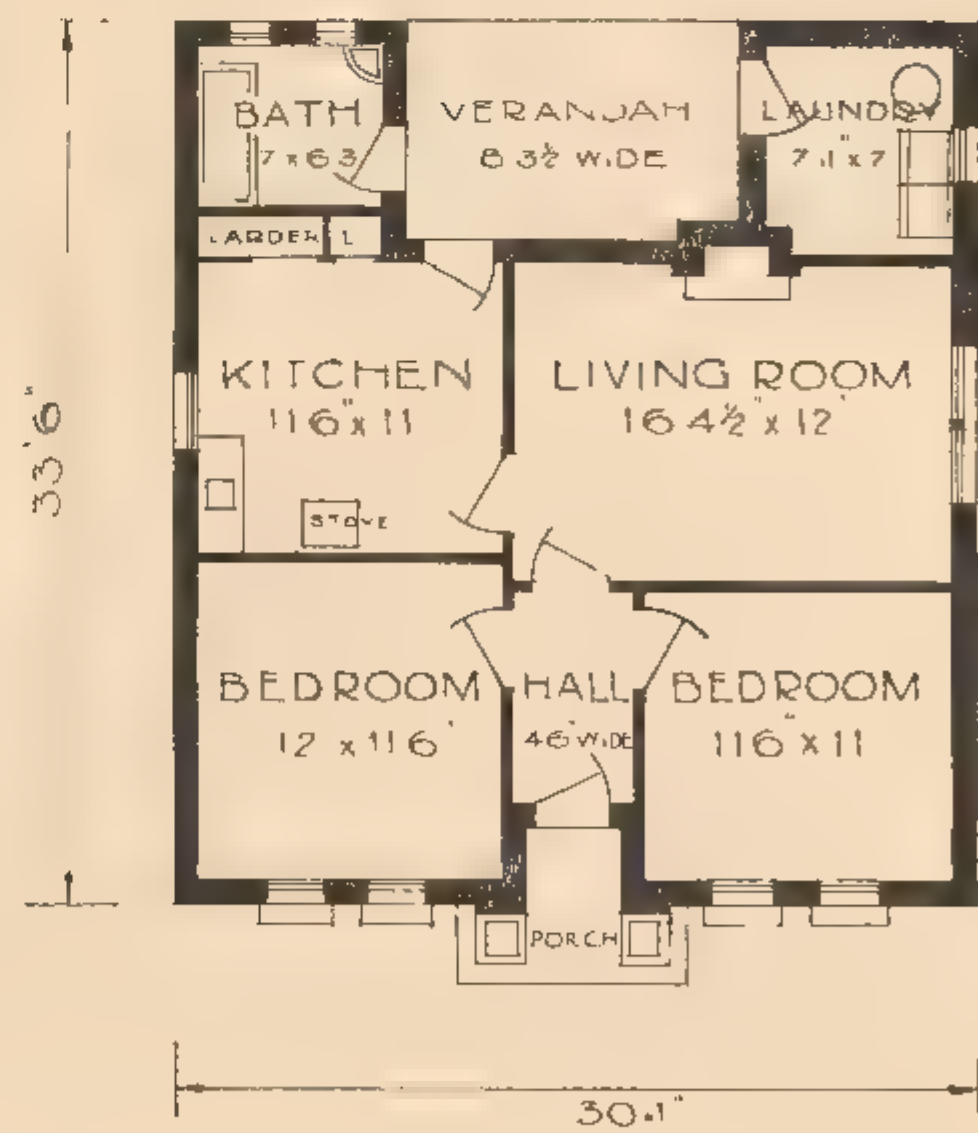 BATH
7 x 6 3
VERANDAH
8 3½ WIDE
LAUNDRY
7.1" x 7
LARDER L
KITCHEN
11 6" x 11
LIVING ROOM
16 4½" x 12'
STOVE
33'6"
BEDROOM
12 x 11 6'
HALL
4 6' WIDE
BEDROOM
11 6" x 11
PORCH
30.1"